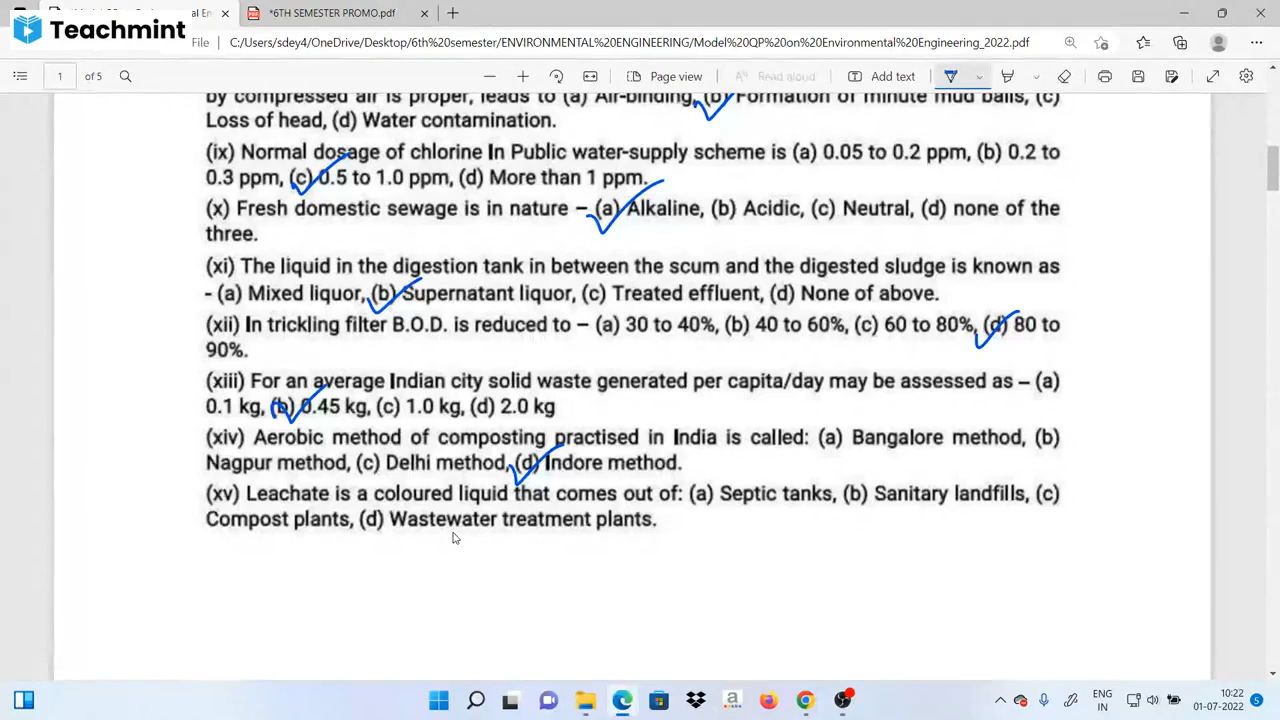 al En
*6TH SEMESTER PROMO.pdf
Teachmint
File
C:/Users/sdey4/OneDrive/Desktop/6th%20semester/ENVIRONMENTAL%20ENGINEERING/Model%20QP%20on%20Environmental%20Engineering_2022.pdf
1 of 5
Page view
Read aloud
Add text
by compressed air is proper, leads to (a) Air-binding, (b) Formation of minute mud balls, (c)
Loss of head, (d) Water contamination.
(ix) Normal dosage of chlorine In Public water-supply scheme is (a) 0.05 to 0.2 ppm, (b) 0.2 to
0.3 ppm, (c) 0.5 to 1.0 ppm, (d) More than 1 ppm.
(x) Fresh domestic sewage is in nature – (a) Alkaline, (b) Acidic, (c) Neutral, (d) none of the
three.
(xi) The liquid in the digestion tank in between the scum and the digested sludge is known as
- (a) Mixed liquor, (b) Supernatant liquor, (c) Treated effluent, (d) None of above.
(xii) In trickling filter B.O.D. is reduced to – (a) 30 to 40%, (b) 40 to 60%, (c) 60 to 80%, (d) 80 to
90%.
(xiii) For an average Indian city solid waste generated per capita/day may be assessed as – (a)
0.1 kg, (b) 0.45 kg, (c) 1.0 kg, (d) 2.0 kg
(xiv) Aerobic method of composting practised in India is called: (a) Bangalore method, (b)
Nagpur method, (c) Delhi method, (d) Indore method.
(xv) Leachate is a coloured liquid that comes out of: (a) Septic tanks, (b) Sanitary landfills, (c)
Compost plants, (d) Wastewater treatment plants.
ENG
IN
10:22
01-07-2022
5